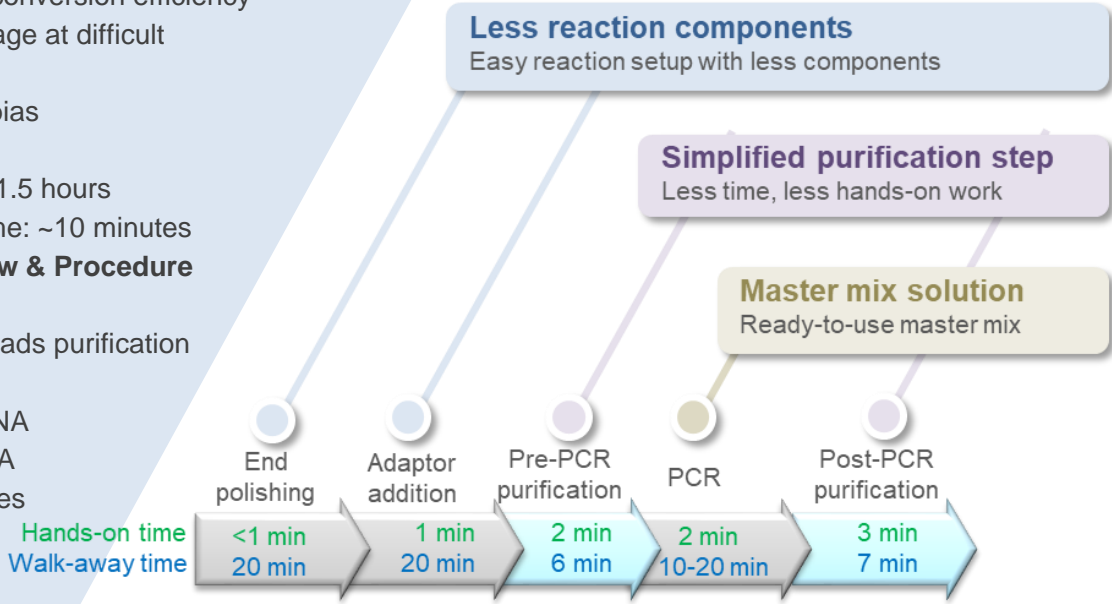 conversion efficiency
age at difficult
bias
1.5 hours
ne: ~10 minutes
w & Procedure
ads purification
NA
A
es
Less reaction components
Easy reaction setup with less components
Simplified purification step
Less time, less hands-on work
Master mix solution
Ready-to-use master mix
End
polishing
Adaptor
addition
Pre-PCR
purification
PCR
Post-PCR
purification
Hands-on time
<1 min
1 min
2 min
2 min
3 min
Walk-away time
20 min
20 min
6 min
10-20 min
7 min